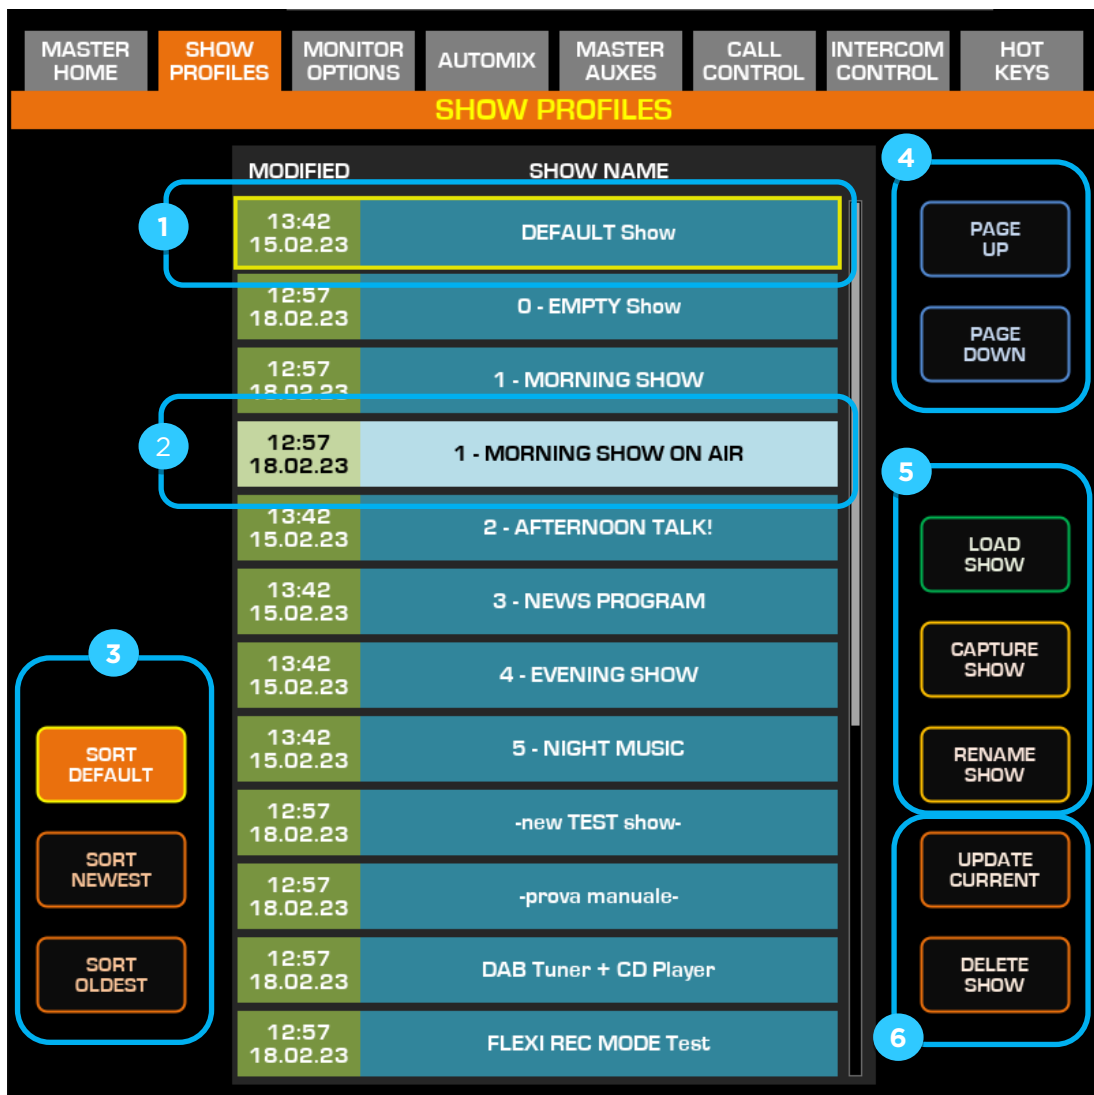 MASTER HOME
SHOW PROFILES
MONITOR OPTIONS
AUTOMIX
MASTER AUXES
CALL CONTROL
INTERCOM CONTROL
HOT KEYS
SHOW PROFILES
MODIFIED SHOW NAME
1
13:42
15.02.23
DEFAULT Show
12:57
18.02.23
0 - EMPTY Show
12:57
18.02.23
1 - MORNING SHOW
2
12:57
18.02.23
1 - MORNING SHOW ON AIR
13:42
15.02.23
2 - AFTERNOON TALK!
13:42
15.02.23
3 - NEWS PROGRAM
13:42
15.02.23
4 - EVENING SHOW
13:42
15.02.23
5 - NIGHT MUSIC
12:57
18.02.23
-new TEST show-
12:57
18.02.23
-prova manuale-
12:57
18.02.23
DAB Tuner + CD Player
12:57
18.02.23
FLEXI REC MODE Test
3
SORT
DEFAULT
SORT
NEWEST
SORT
OLDEST
4
PAGE
UP
PAGE
DOWN
5
LOAD
SHOW
CAPTURE
SHOW
RENAME
SHOW
UPDATE
CURRENT
DELETE
SHOW
6